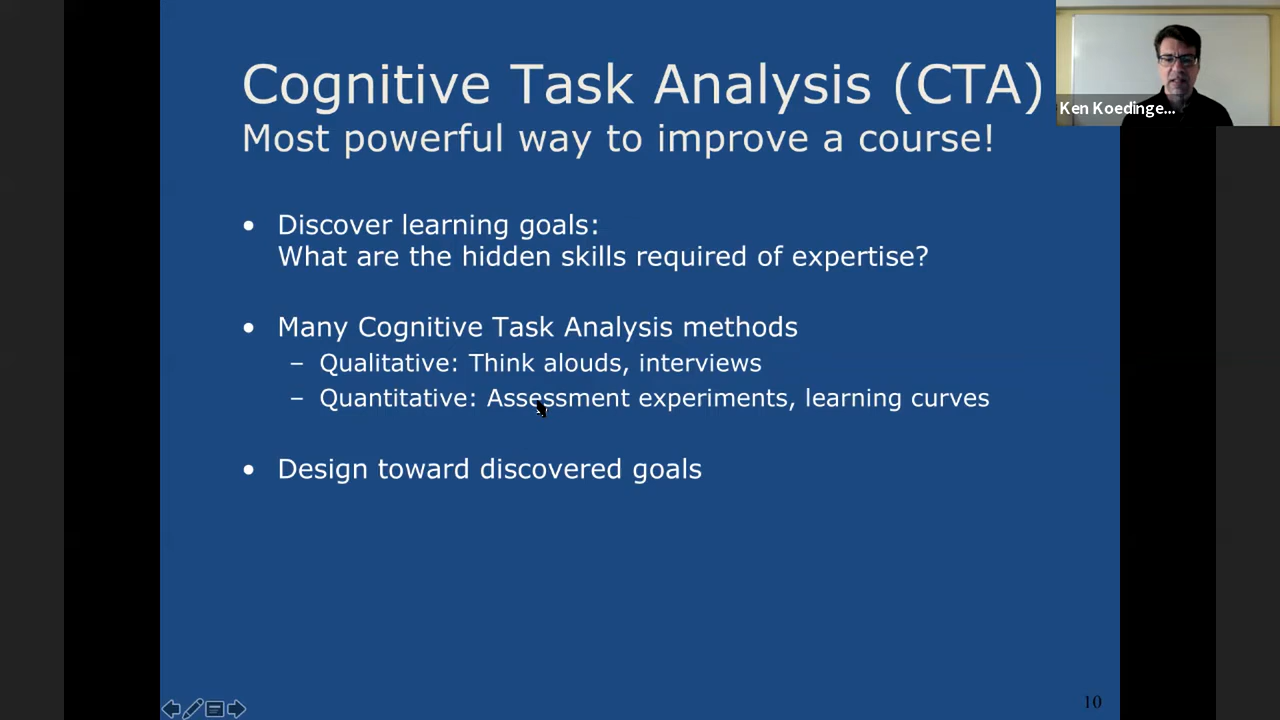 Cognitive Task Analysis (CTA)
Most powerful way to improve a course!
Ken Koedinge...
• Discover learning goals:
What are the hidden skills required of expertise?
• Many Cognitive Task Analysis methods
– Qualitative: Think alouds, interviews
– Quantitative: Assessment experiments, learning curves
• Design toward discovered goals
10